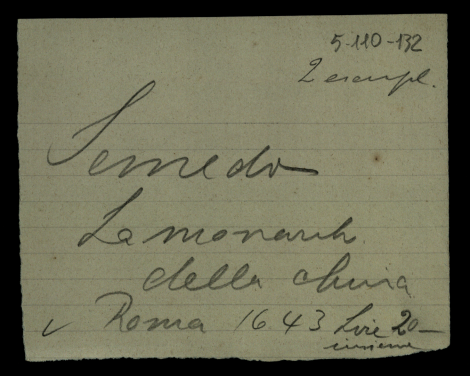 5-110-132
2 esempl.
Semedo
La monarch.
della china
✓ Roma 1643 Lire 20 —
insieme